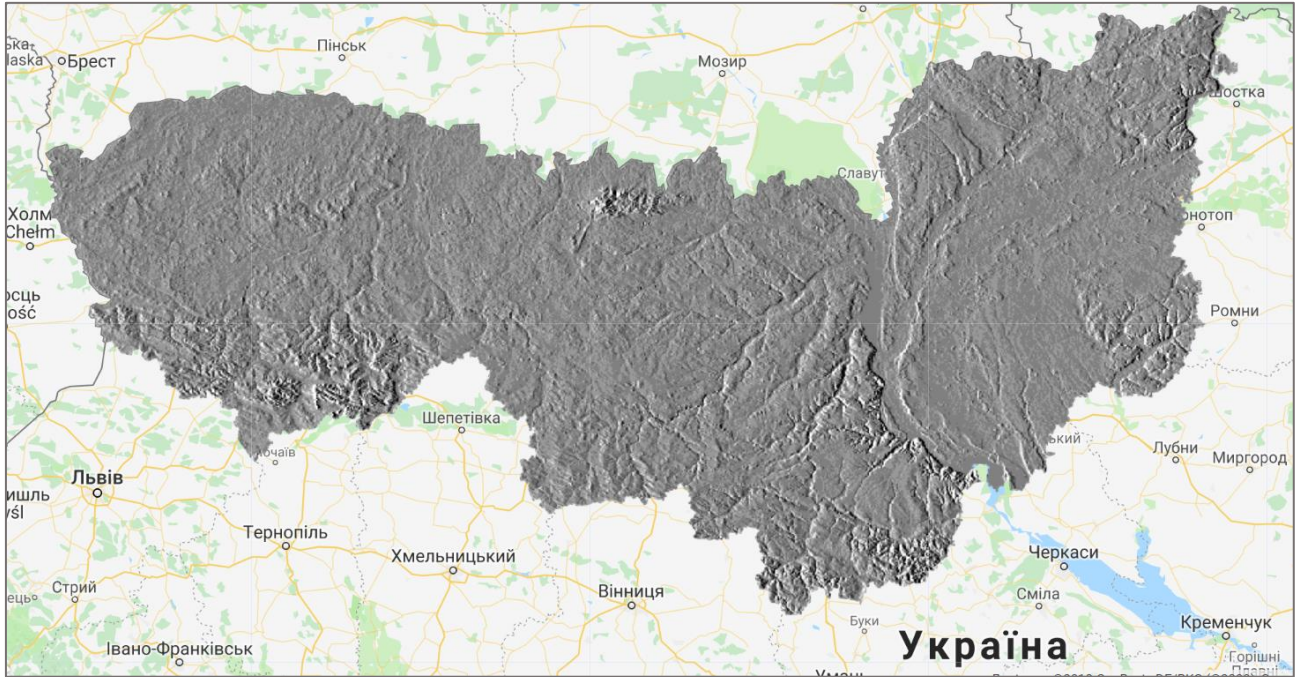 Пінськ
Брест
Мозир
Шостка
Славут
Холм
Chełm
онотоп
Ромни
Шепетівка
Лубни
Миргород
Львів
Тернопіль
Черкаси
Хмельницький
Вінниця
Стрий
Сміла
Буки
Кременчук
Україна
Івано-Франківськ
Горішні